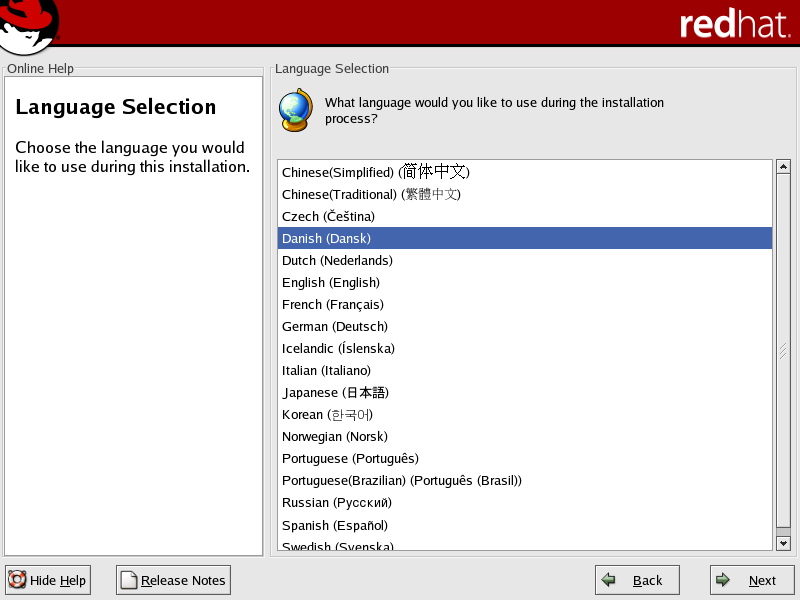 redhat.
Online Help
Language Selection
Choose the language you would
like to use during this installation.
Language Selection
What language would you like to use during the installation
process?
Chinese(Simplified) (简体中文)
Chinese(Traditional) (繁體中文)
Czech (Čeština)
Danish (Dansk)
Dutch (Nederlands)
English (English)
French (Français)
German (Deutsch)
Icelandic (Íslenska)
Italian (Italiano)
Japanese (日本語)
Korean (한국어)
Norwegian (Norsk)
Portuguese (Português)
Portuguese(Brazilian) (Português (Brasil))
Russian (Русский)
Spanish (Español)
Swedish (Svenska)
Hide Help
Release Notes
Back
Next